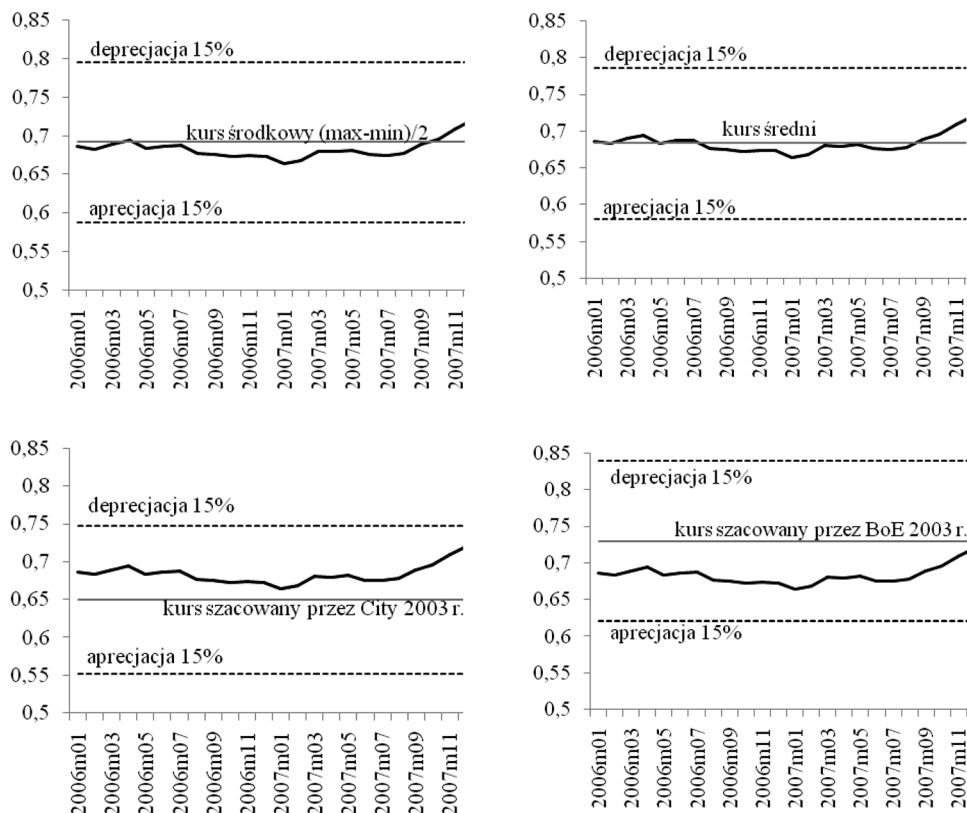 0,85
0,8
0,75
0,7
0,65
0,6
0,55
0,5
deprecjacja 15%
kurs środkowy (max-min)/2
aprecjacja 15%
2006m01
2006m03
2006m05
2006m07
2006m09
2006m11
2007m01
2007m03
2007m05
2007m07
2007m09
2007m11
0,85
0,8
0,75
0,7
0,65
0,6
0,55
0,5
deprecjacja 15%
kurs średni
aprecjacja 15%
2006m01
2006m03
2006m05
2006m07
2006m09
2006m11
2007m01
2007m03
2007m05
2007m07
2007m09
2007m11
0,85
0,8
0,75
0,7
0,65
0,6
0,55
0,5
deprecjacja 15%
kurs szacowany przez City 2003 r.
aprecjacja 15%
2006m01
2006m03
2006m05
2006m07
2006m09
2006m11
2007m01
2007m03
2007m05
2007m07
2007m09
2007m11
0,85
0,8
0,75
0,7
0,65
0,6
0,55
0,5
deprecjacja 15%
kurs szacowany przez BoE 2003 r.
aprecjacja 15%
2006m01
2006m03
2006m05
2006m07
2006m09
2006m11
2007m01
2007m03
2007m05
2007m07
2007m09
2007m11